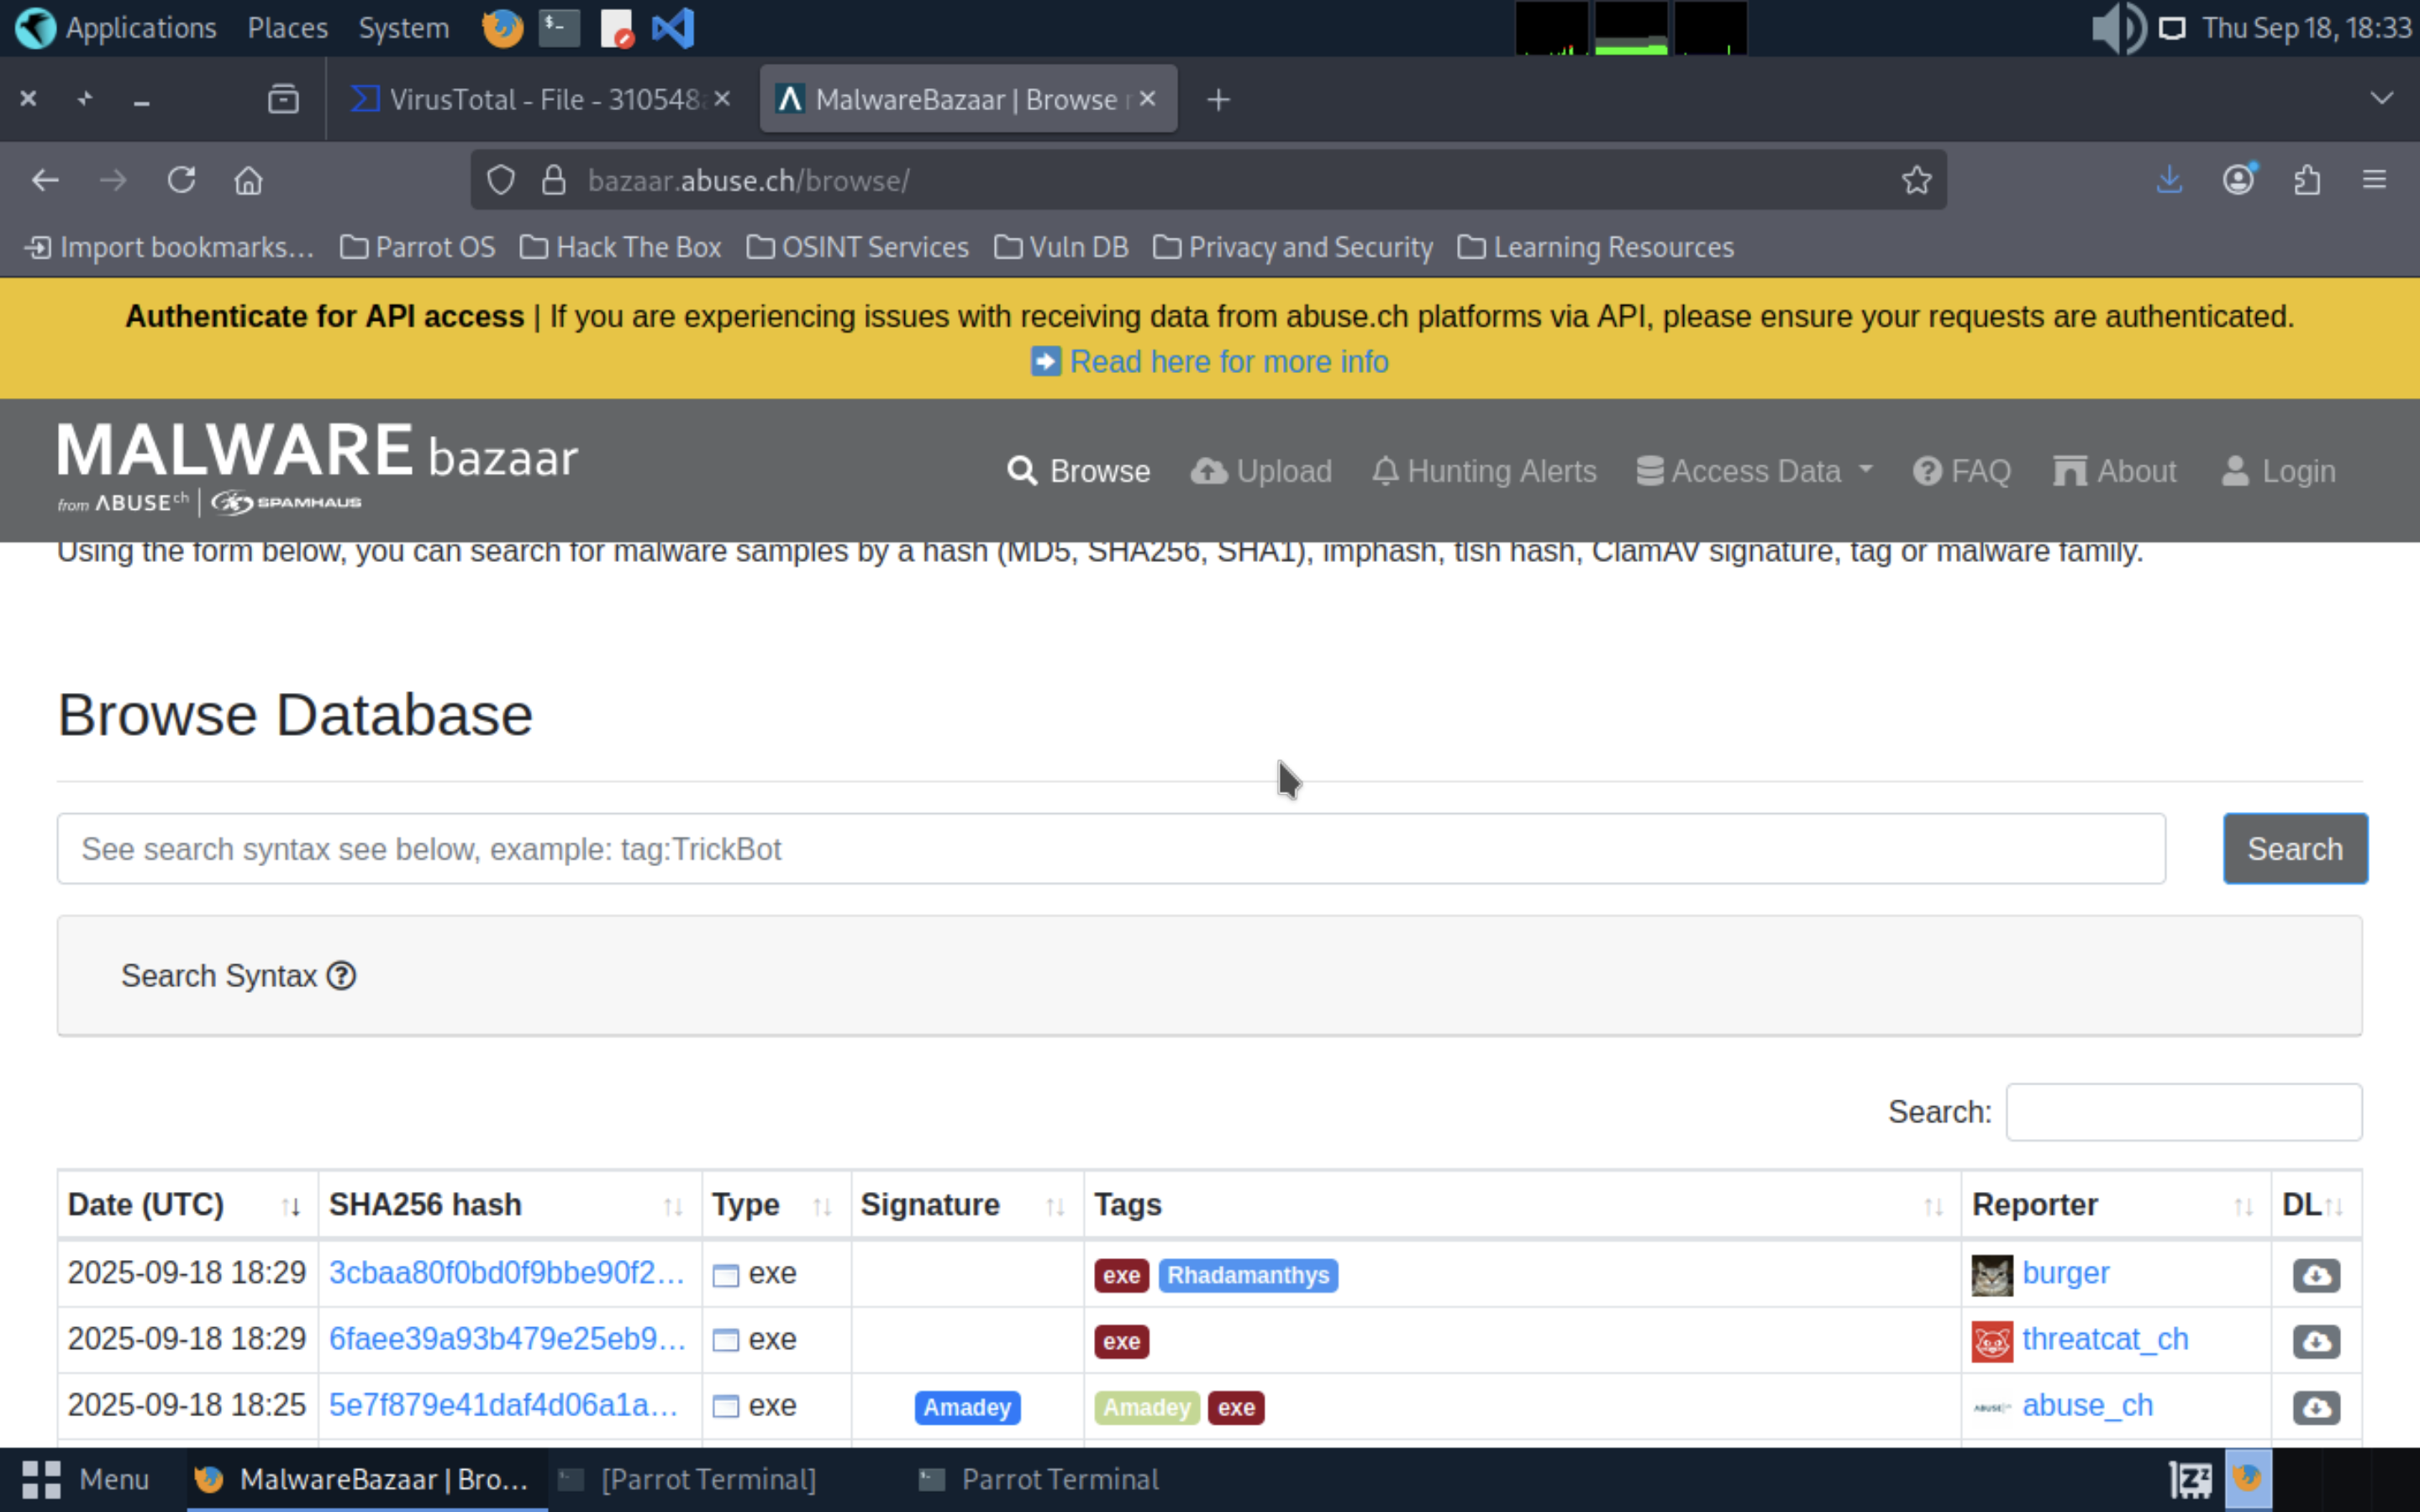 Applications Places System Thu Sep 18, 18:33
VirusTotal - File - 310548 MalwareBazaar | Browse
bazaar.abuse.ch/browse/
Import bookmarks... Parrot OS Hack The Box OSINT Services Vuln DB Privacy and Security Learning Resources
Authenticate for API access | If you are experiencing issues with receiving data from abuse.ch platforms via API, please ensure your requests are authenticated.
Read here for more info
MALWARE bazaar
from ABUSE ch | SPAMHAUS
Browse Upload Hunting Alerts Access Data FAQ About Login
Using the form below, you can search for malware samples by a hash (MD5, SHA256, SHA1), imphash, tlsh hash, ClamAV signature, tag or malware family.
Browse Database
See search syntax see below, example: tag:TrickBot Search
Search Syntax
Search:
Date (UTC) SHA256 hash Type Signature Tags Reporter DL
2025-09-18 18:29 3cbaa80f0bd0f9bbe90f2... exe exe Rhadamanthys burger
2025-09-18 18:29 6faee39a93b479e25eb9... exe exe threatcat_ch
2025-09-18 18:25 5e7f879e41daf4d06a1a... exe Amadey Amadey exe abuse_ch
Menu MalwareBazaar | Bro... [Parrot Terminal] Parrot Terminal